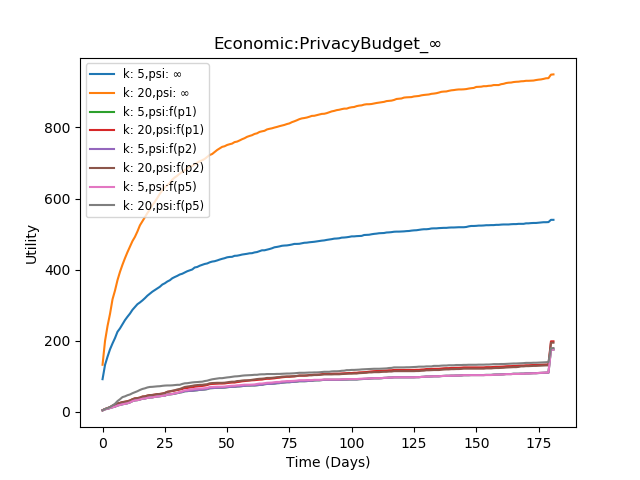 Economic:PrivacyBudget_∞
k: 5,psi: ∞
k: 20,psi: ∞
k: 5,psi:f(p1)
k: 20,psi:f(p1)
k: 5,psi:f(p2)
k: 20,psi:f(p2)
k: 5,psi:f(p5)
k: 20,psi:f(p5)
Utility
800
600
400
200
0
0 25 50 75 100 125 150 175
Time (Days)